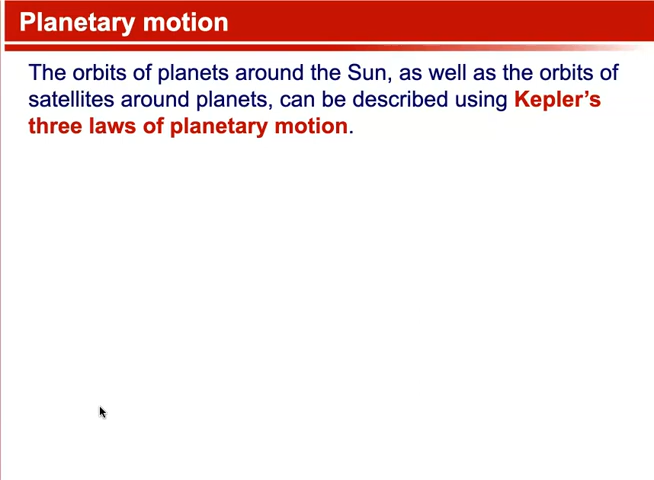 Planetary motion
The orbits of planets around the Sun, as well as the orbits of
satellites around planets, can be described using Kepler’s
three laws of planetary motion.